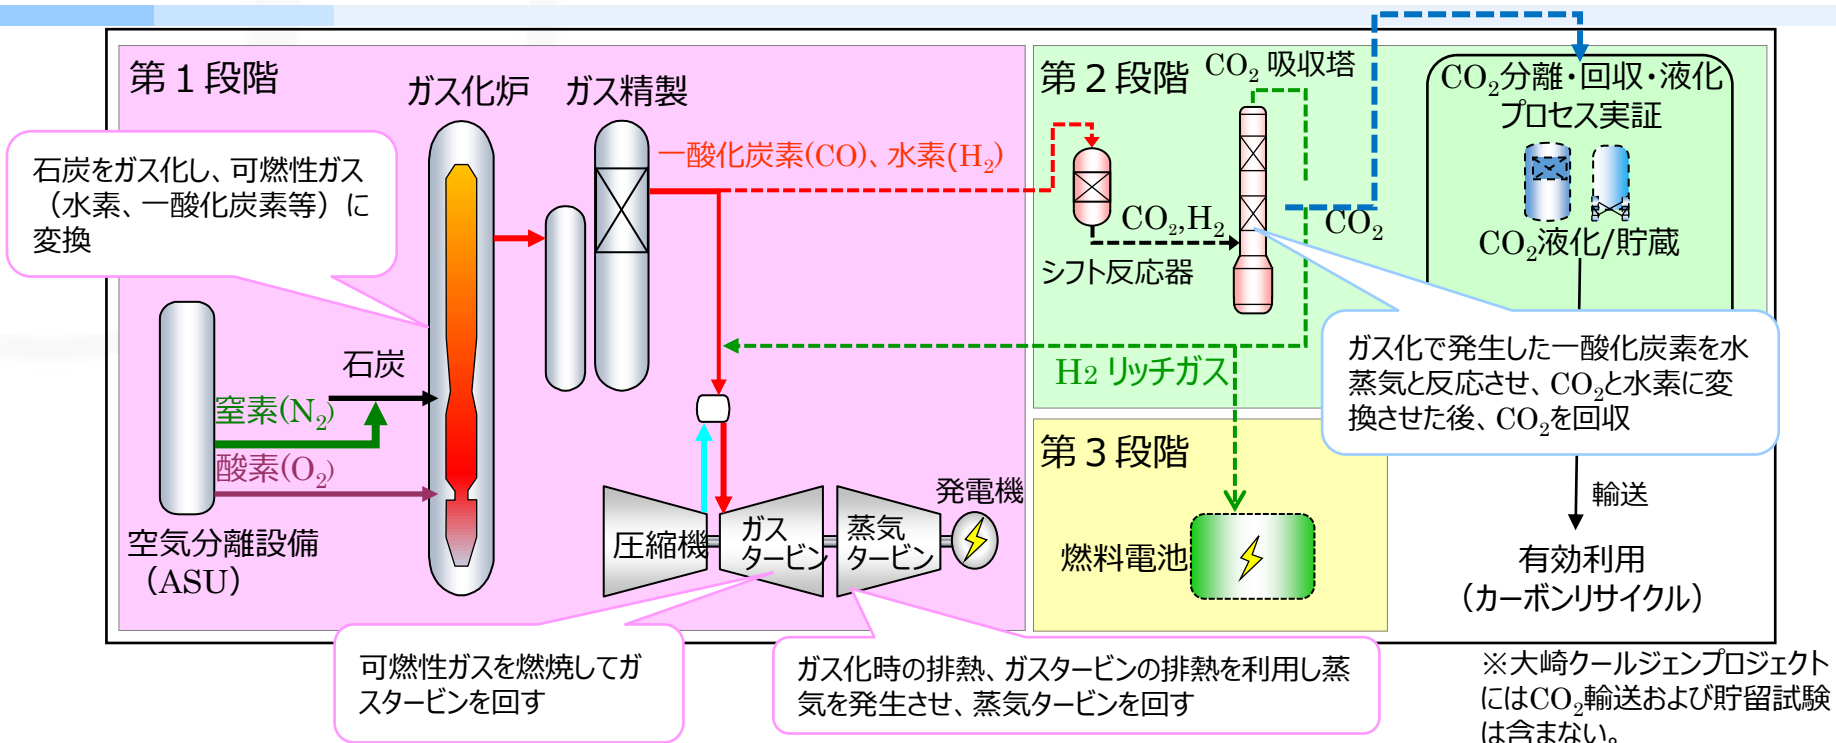 第１段階
ガス化炉
ガス精製
石炭をガス化し、可燃性ガス
（水素、一酸化炭素等）に
変換
一酸化炭素(CO)、水素(H₂)
石炭
窒素(N₂)
酸素(O₂)
空気分離設備
（ASU）
圧縮機
ガス
タービン
蒸気
タービン
発電機
可燃性ガスを燃焼してガ
スタービンを回す
ガス化時の排熱、ガスタービンの排熱を利用し蒸
気を発生させ、蒸気タービンを回す
第２段階
CO₂ 吸収塔
CO₂,H₂
シフト反応器
CO₂
H2 リッチガス
CO₂分離・回収・液化
プロセス実証
CO₂液化/貯蔵
ガス化で発生した一酸化炭素を水
蒸気と反応させ、CO₂と水素に変
換させた後、CO₂を回収
第３段階
燃料電池
輸送
有効利用
（カーボンリサイクル）
※大崎クールジェンプロジェクト
にはCO₂輸送および貯留試験
は含まない。